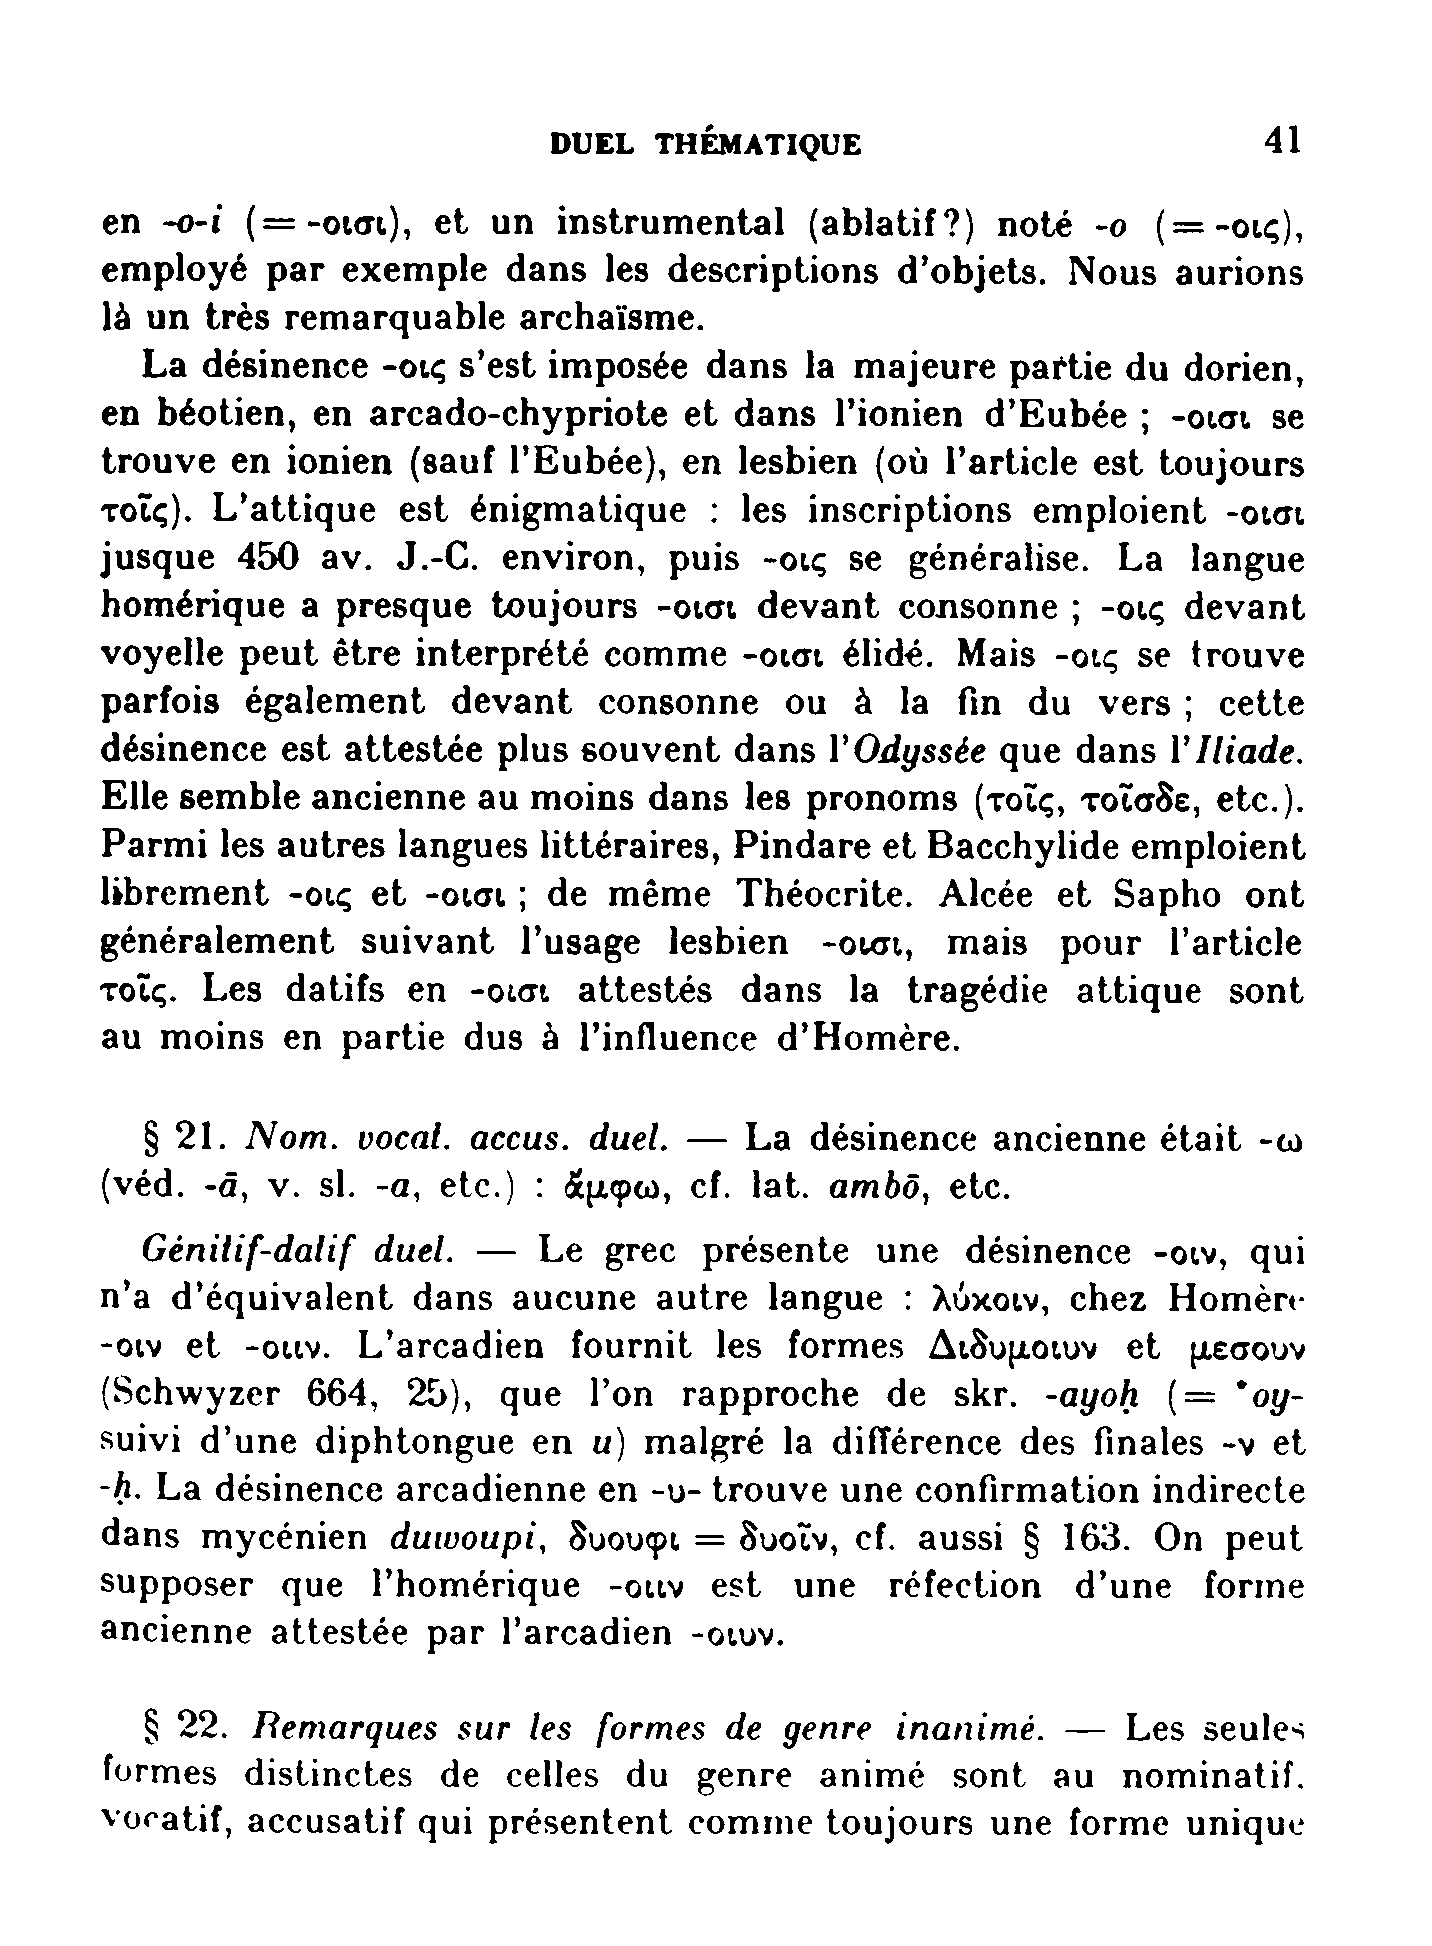 DUEL THÉMATIQUE 41
en -o-i (= -οισι), et un instrumental (ablatif?) noté -o (= -οις),
employé par exemple dans les descriptions d'objets. Nous aurions
là un très remarquable archaïsme.
La désinence -οις s'est imposée dans la majeure partie du dorien,
en béotien, en arcado-chypriote et dans l'ionien d'Eubée ; -οισι se
trouve en ionien (sauf l'Eubée), en lesbien (où l'article est toujours
τοῖς). L'attique est énigmatique : les inscriptions emploient -οισι
jusque 450 av. J.-C. environ, puis -οις se généralise. La langue
homérique a presque toujours -οισι devant consonne ; -οις devant
voyelle peut être interprété comme -οισι élidé. Mais -οις se trouve
parfois également devant consonne ou à la fin du vers ; cette
désinence est attestée plus souvent dans l'Odyssée que dans l'Iliade.
Elle semble ancienne au moins dans les pronoms (τοῖς, τοῖσδε, etc.).
Parmi les autres langues littéraires, Pindare et Bacchylide emploient
librement -οις et -οισι ; de même Théocrite. Alcée et Sapho ont
généralement suivant l'usage lesbien -οισι, mais pour l'article
τοῖς. Les datifs en -οισι attestés dans la tragédie attique sont
au moins en partie dus à l'influence d'Homère.
§ 21. Nom. vocat. accus. duel. — La désinence ancienne était -ω
(véd. -ā, v. sl. -a, etc.) : ἄμφω, cf. lat. ambō, etc.
Génitif-datif duel. — Le grec présente une désinence -οιν, qui
n'a d'équivalent dans aucune autre langue : λύκοιν, chez Homère
-οιν et -οιιν. L'arcadien fournit les formes Διδυμοιυν et μεσουν
(Schwyzer 664, 25), que l'on rapproche de skr. -ayoḥ (= *oy-
suivi d'une diphtongue en u) malgré la différence des finales -ν et
-ḥ. La désinence arcadienne en -υ- trouve une confirmation indirecte
dans mycénien duwoupi, δυουφι = δυοῖν, cf. aussi § 163. On peut
supposer que l'homérique -οιιν est une réfection d'une forme
ancienne attestée par l'arcadien -οιυν.
§ 22. Remarques sur les formes de genre inanimé. — Les seules
formes distinctes de celles du genre animé sont au nominatif.
vocatif, accusatif qui présentent comme toujours une forme unique